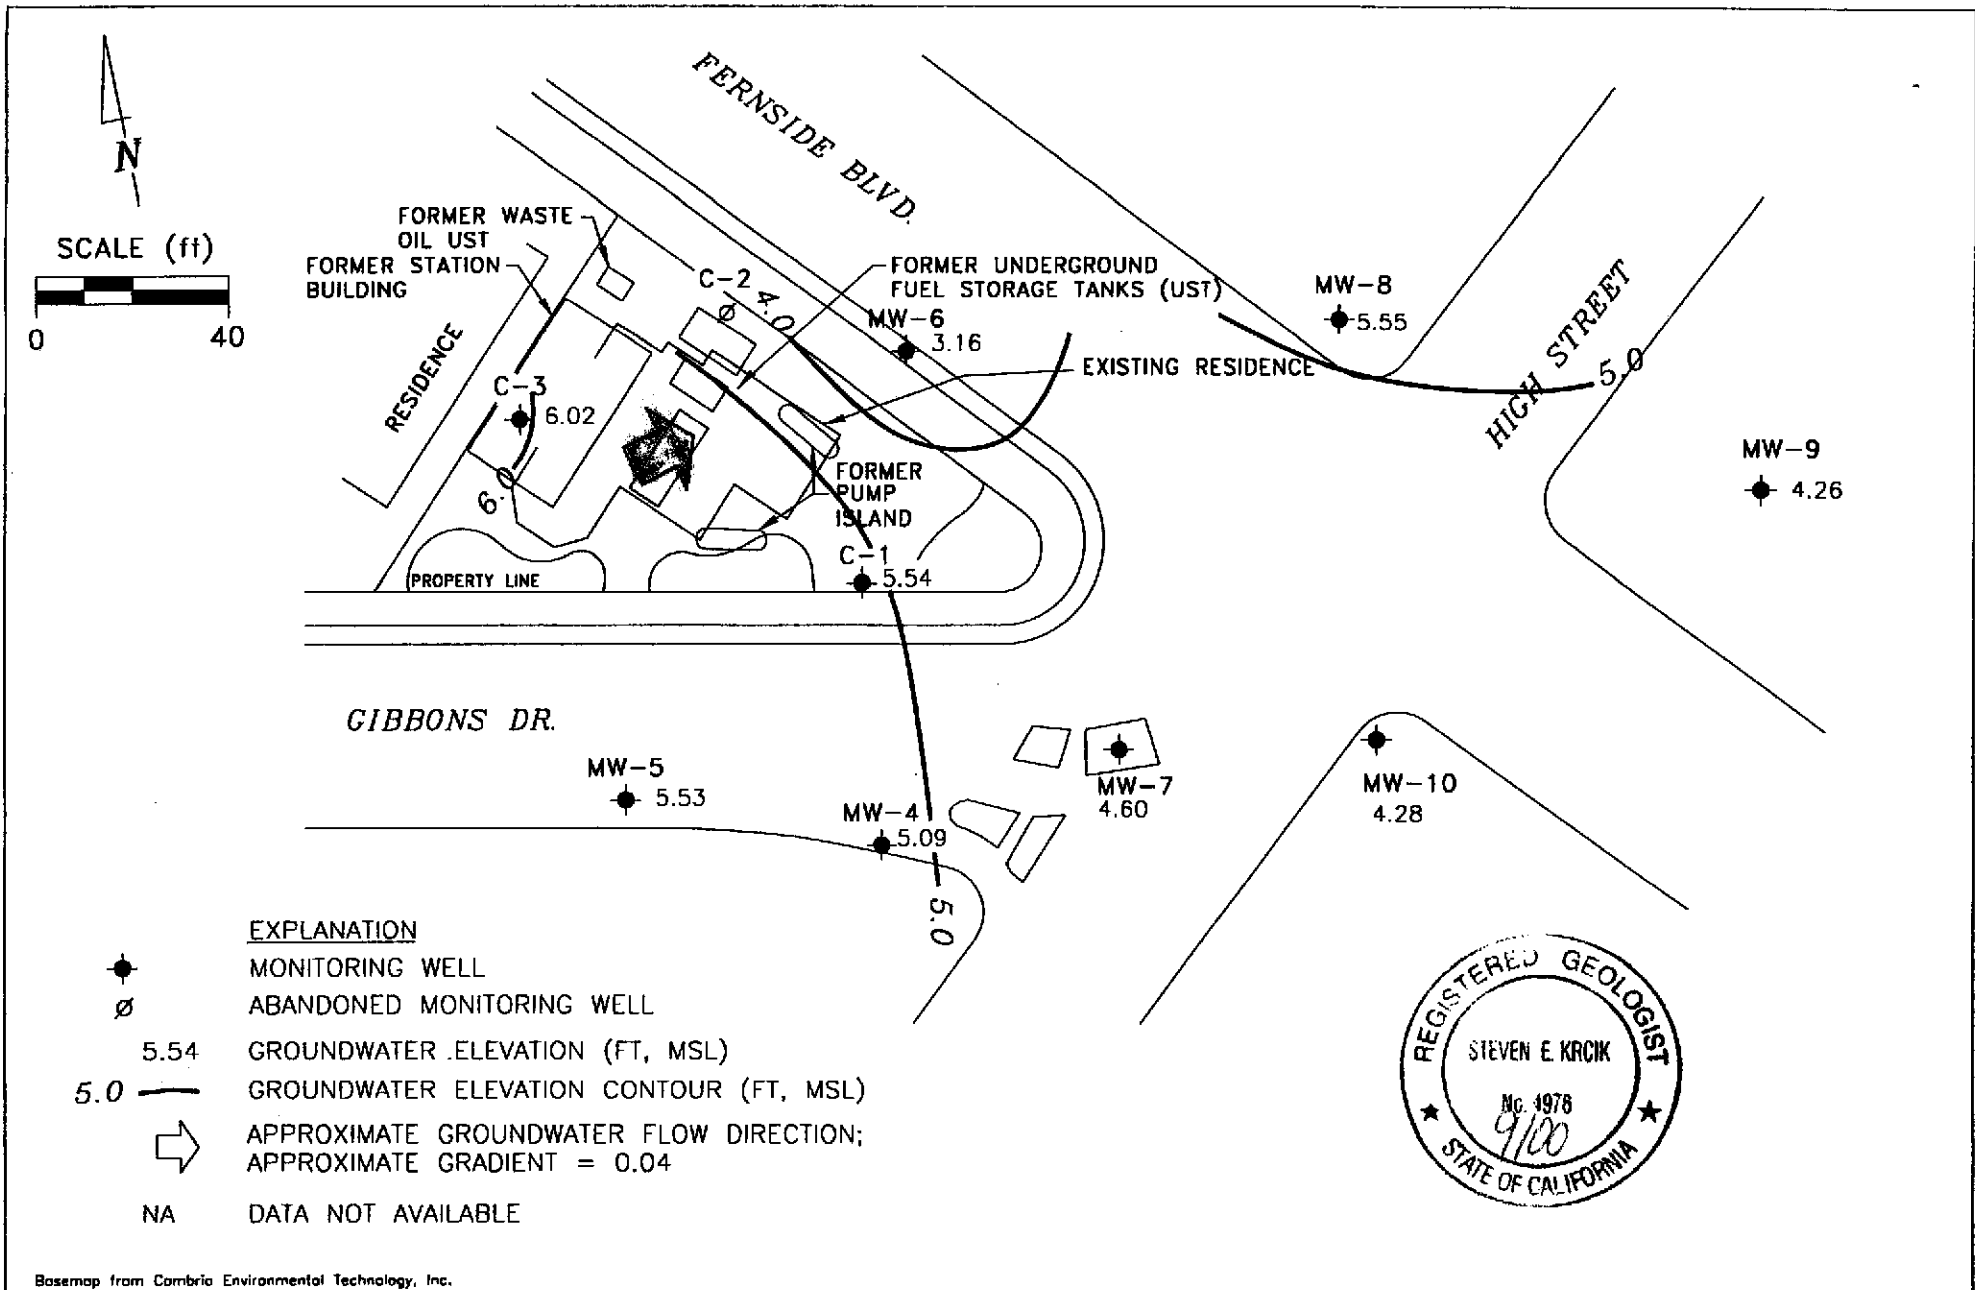 N
SCALE (ft)
0 40
FERNSIDE BLVD.
FORMER WASTE
OIL UST
FORMER STATION
BUILDING
RESIDENCE
C-2
4.0
FORMER UNDERGROUND
FUEL STORAGE TANKS (UST)
MW-6
3.16
EXISTING RESIDENCE
MW-8
5.55
HIGH STREET
5.0
MW-9
4.26
C-3
6.02
6.0
FORMER
PUMP
ISLAND
C-1
5.54
PROPERTY LINE
GIBBONS DR.
MW-5
5.53
MW-4
5.09
5.0
MW-7
4.60
MW-10
4.28
EXPLANATION
MONITORING WELL
ABANDONED MONITORING WELL
5.54 GROUNDWATER ELEVATION (FT, MSL)
5.0 GROUNDWATER ELEVATION CONTOUR (FT, MSL)
APPROXIMATE GROUNDWATER FLOW DIRECTION;
APPROXIMATE GRADIENT = 0.04
NA DATA NOT AVAILABLE
REGISTERED GEOLOGIST
STEVEN E. KRCIK
No. 4976
9/00
STATE OF CALIFORNIA
Basemap from Cambria Environmental Technology, Inc.